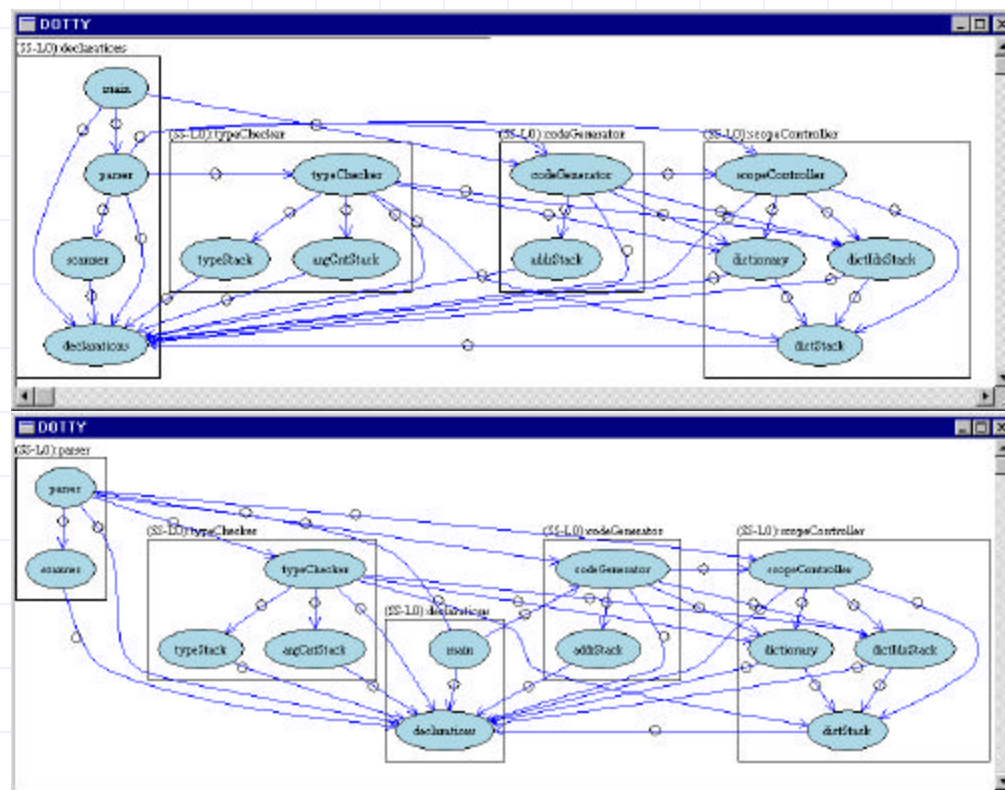 DOTTY
(SS-L0):declarations
main
(SS-L0):typeChecker
(SS-L0):codeGenerator
(SS-L0):scopeController
parser
typeChecker
codeGenerator
scopeController
scanner
typeStack
argCntStack
addrStack
dictionary
dictIdxStack
declarations
dictStack
DOTTY
(SS-L0):parser
parser
(SS-L0):typeChecker
(SS-L0):codeGenerator
(SS-L0):scopeController
scanner
typeChecker
codeGenerator
scopeController
(SS-L0):declarations
typeStack
argCntStack
main
addrStack
dictionary
dictIdxStack
declarations
dictStack